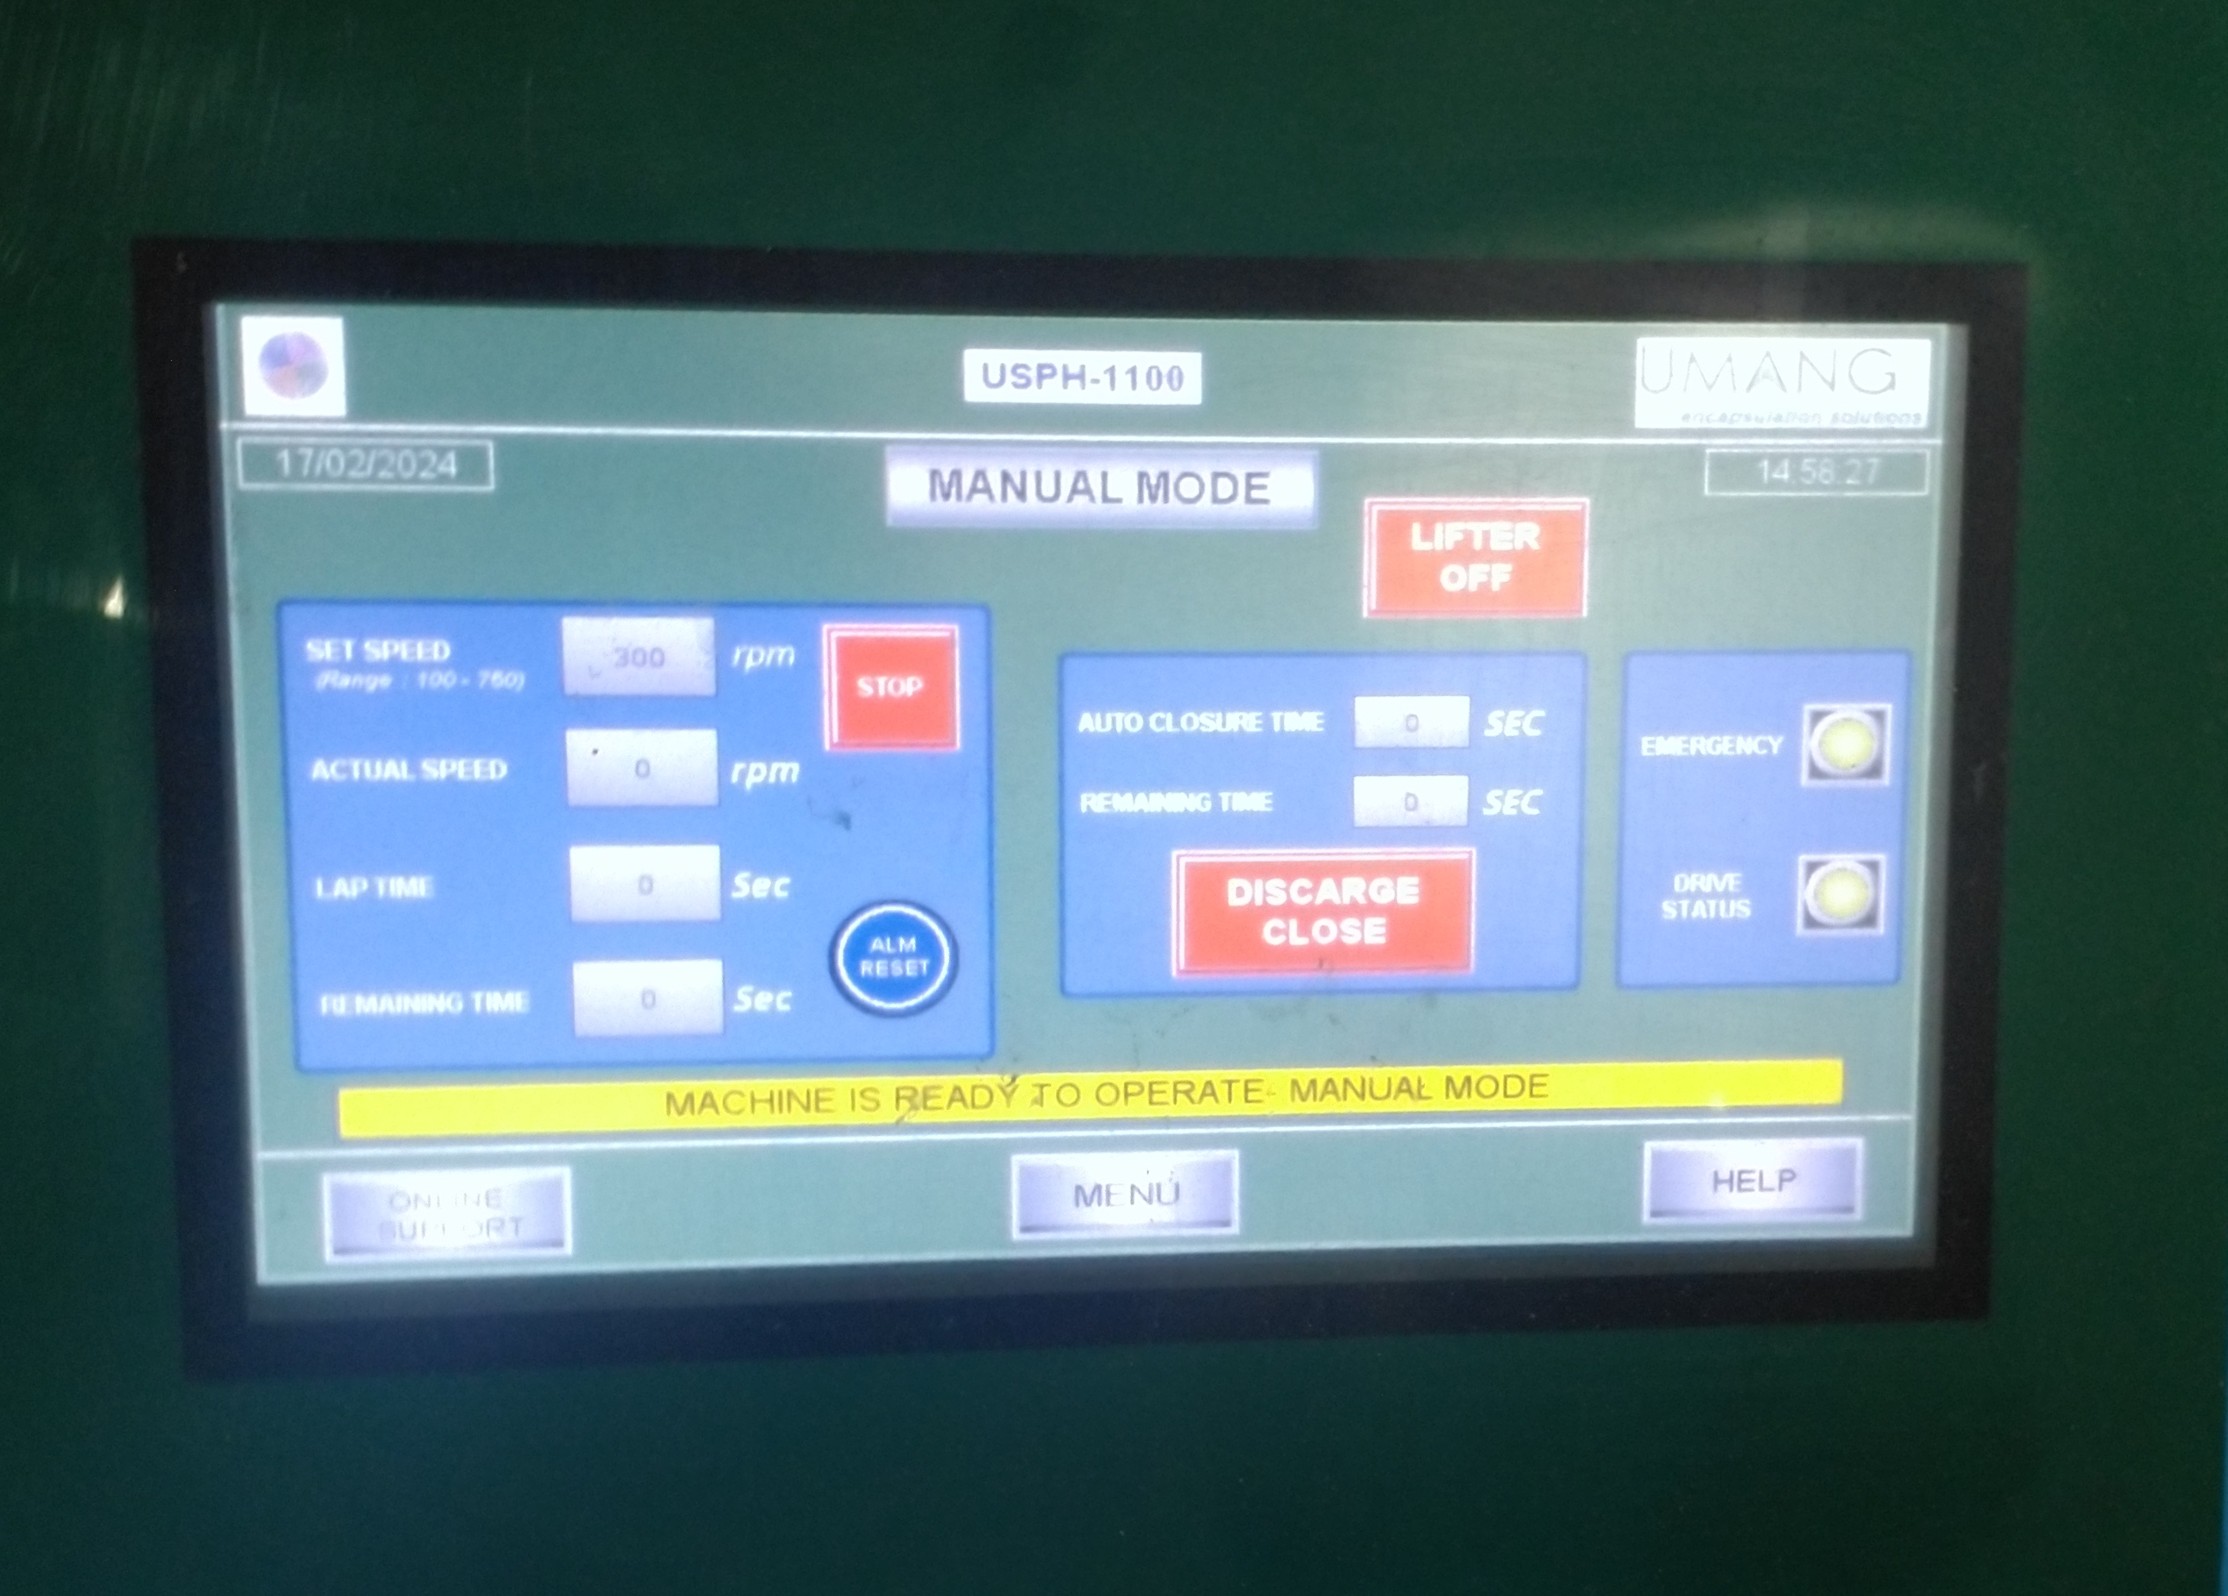 USPH-1100
UMANG
encapsulation solutions
17/02/2024
MANUAL MODE
14:58:27
LIFTER
OFF
SET SPEED
(Range : 100 - 760)
300 rpm
STOP
ACTUAL SPEED 0 rpm
LAP TIME 0 Sec
REMAINING TIME 0 Sec
ALM
RESET
AUTO CLOSURE TIME 0 SEC
REMAINING TIME 0 SEC
DISCARGE
CLOSE
EMERGENCY
DRIVE
STATUS
MACHINE IS READY TO OPERATE- MANUAL MODE
ONLINE
SUPPORT
MENU
HELP